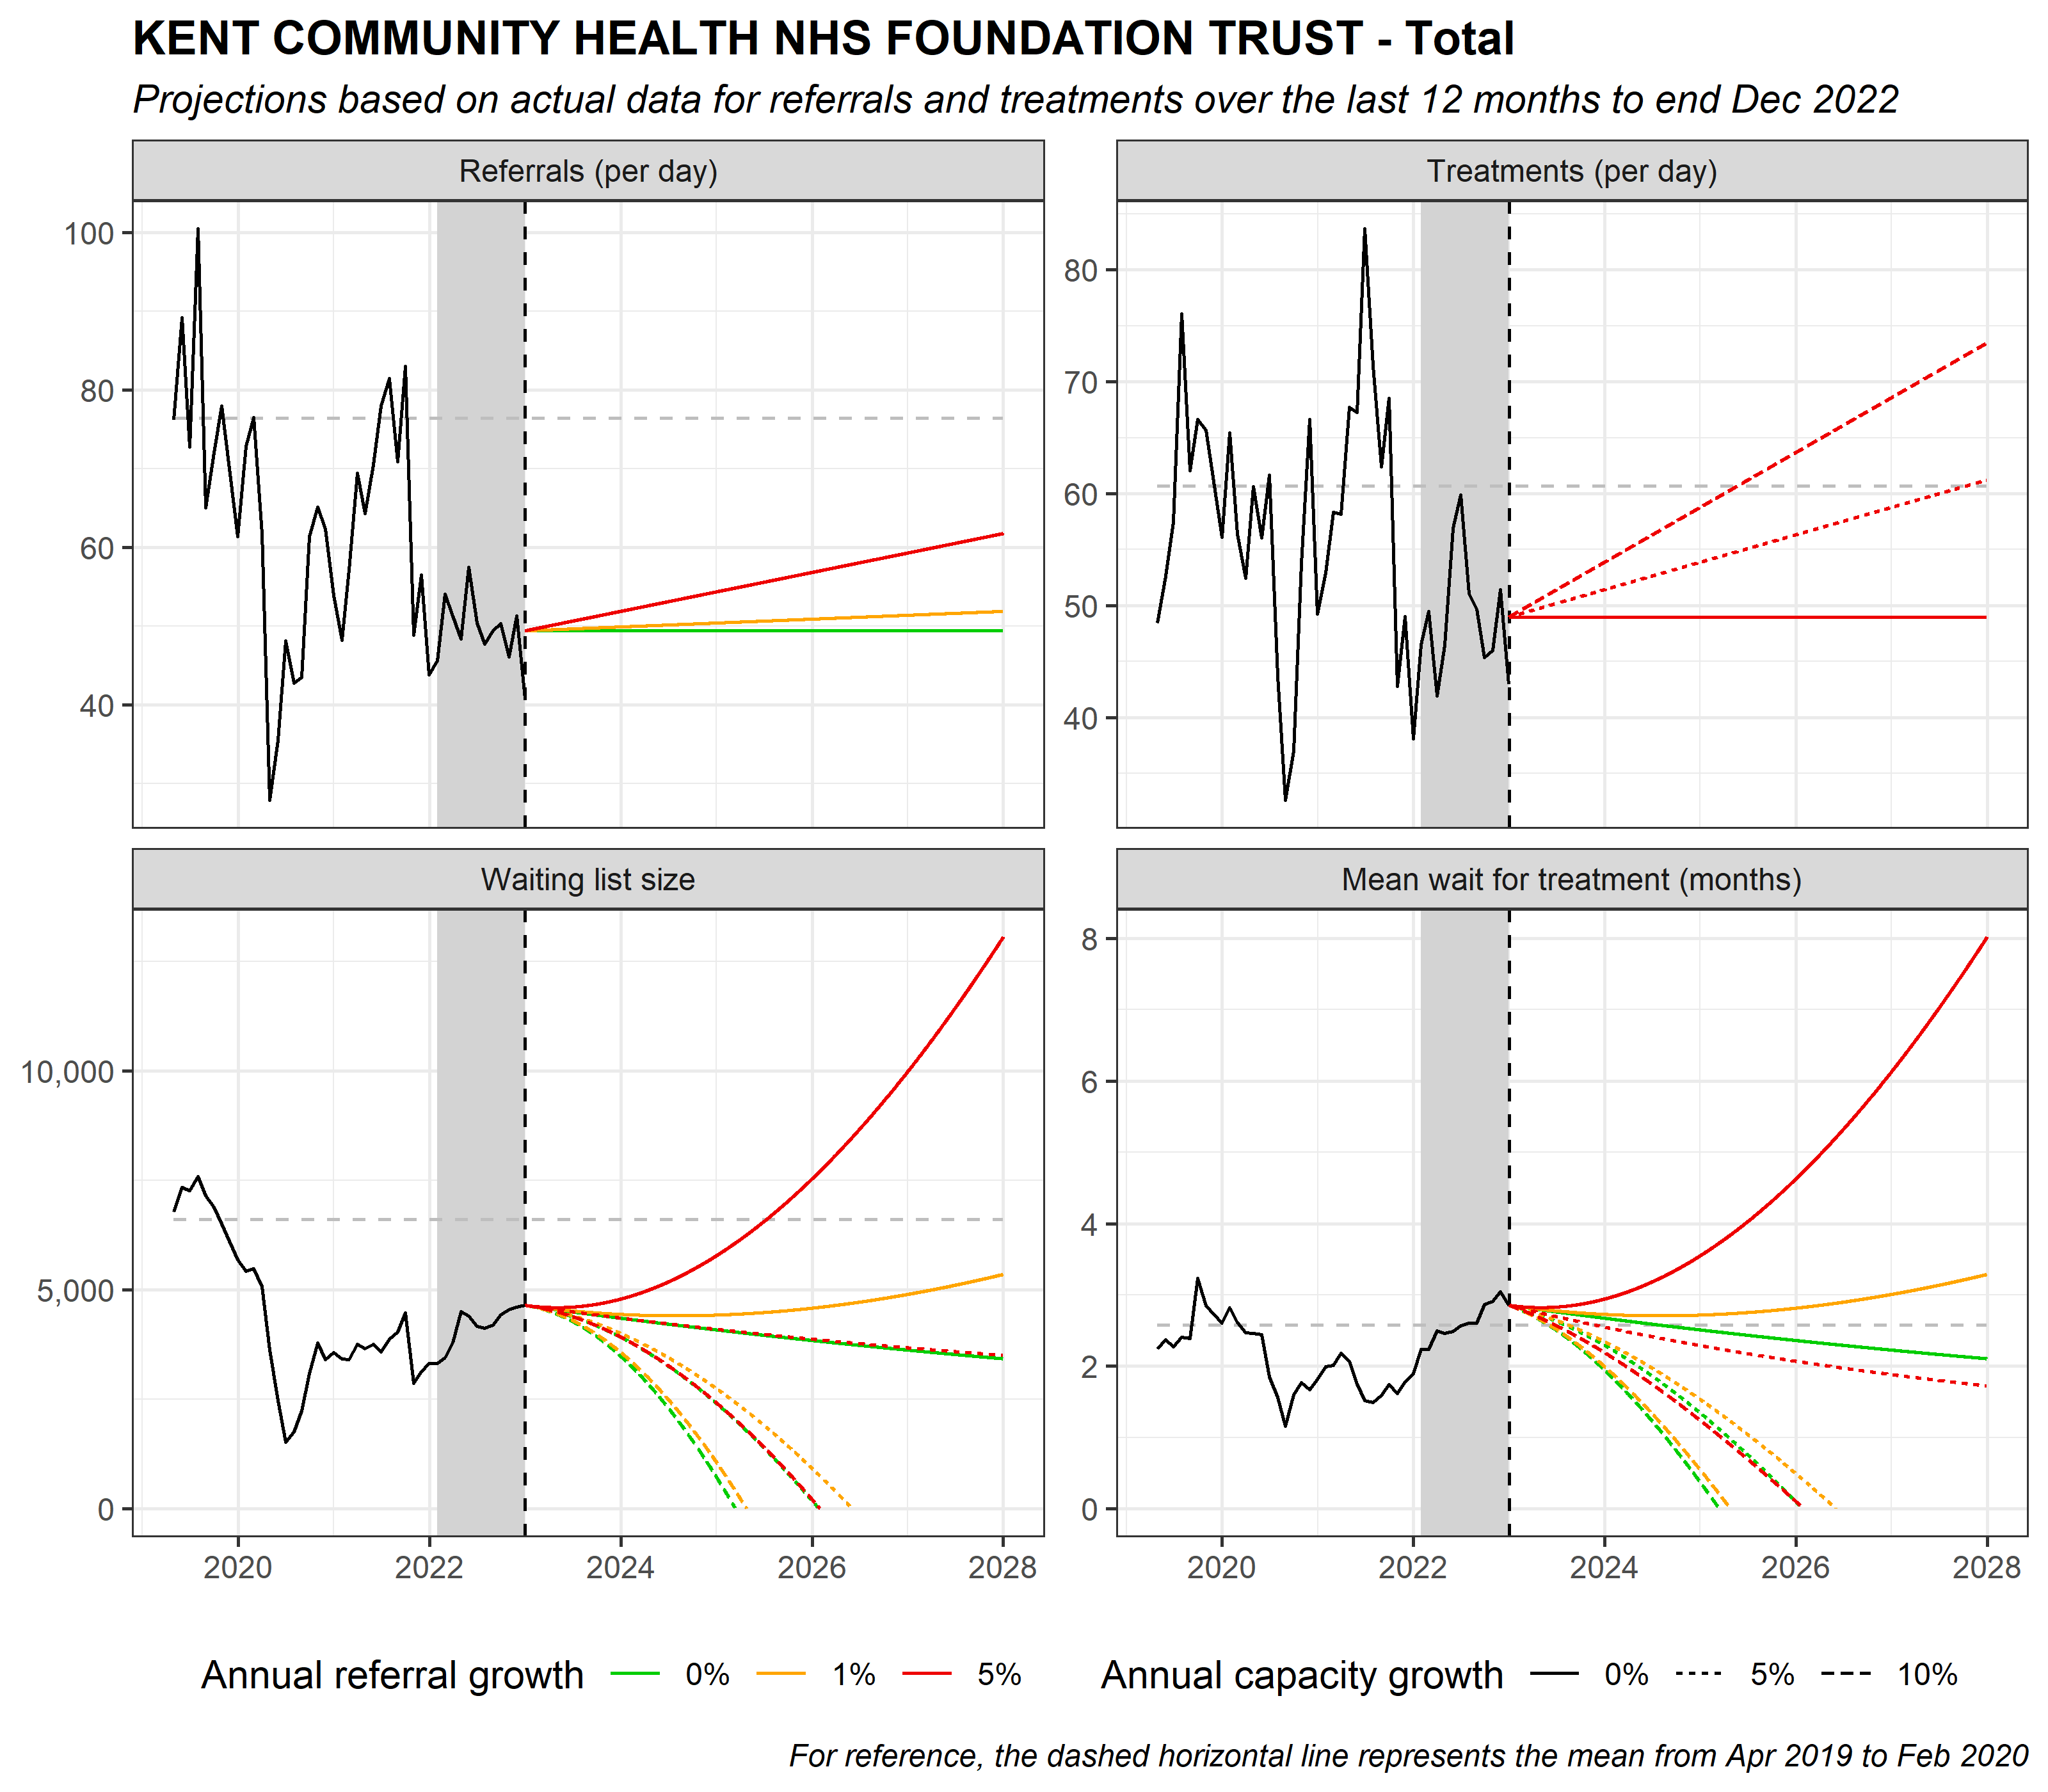 KENT COMMUNITY HEALTH NHS FOUNDATION TRUST - Total
Projections based on actual data for referrals and treatments over the last 12 months to end Dec 2022
Referrals (per day)
100
80
60
40
Treatments (per day)
80
70
60
50
40
Waiting list size
10,000
5,000
0
2020 2022 2024 2026 2028
Mean wait for treatment (months)
8
6
4
2
0
2020 2022 2024 2026 2028
Annual referral growth 0% 1% 5%
Annual capacity growth 0% 5% 10%
For reference, the dashed horizontal line represents the mean from Apr 2019 to Feb 2020